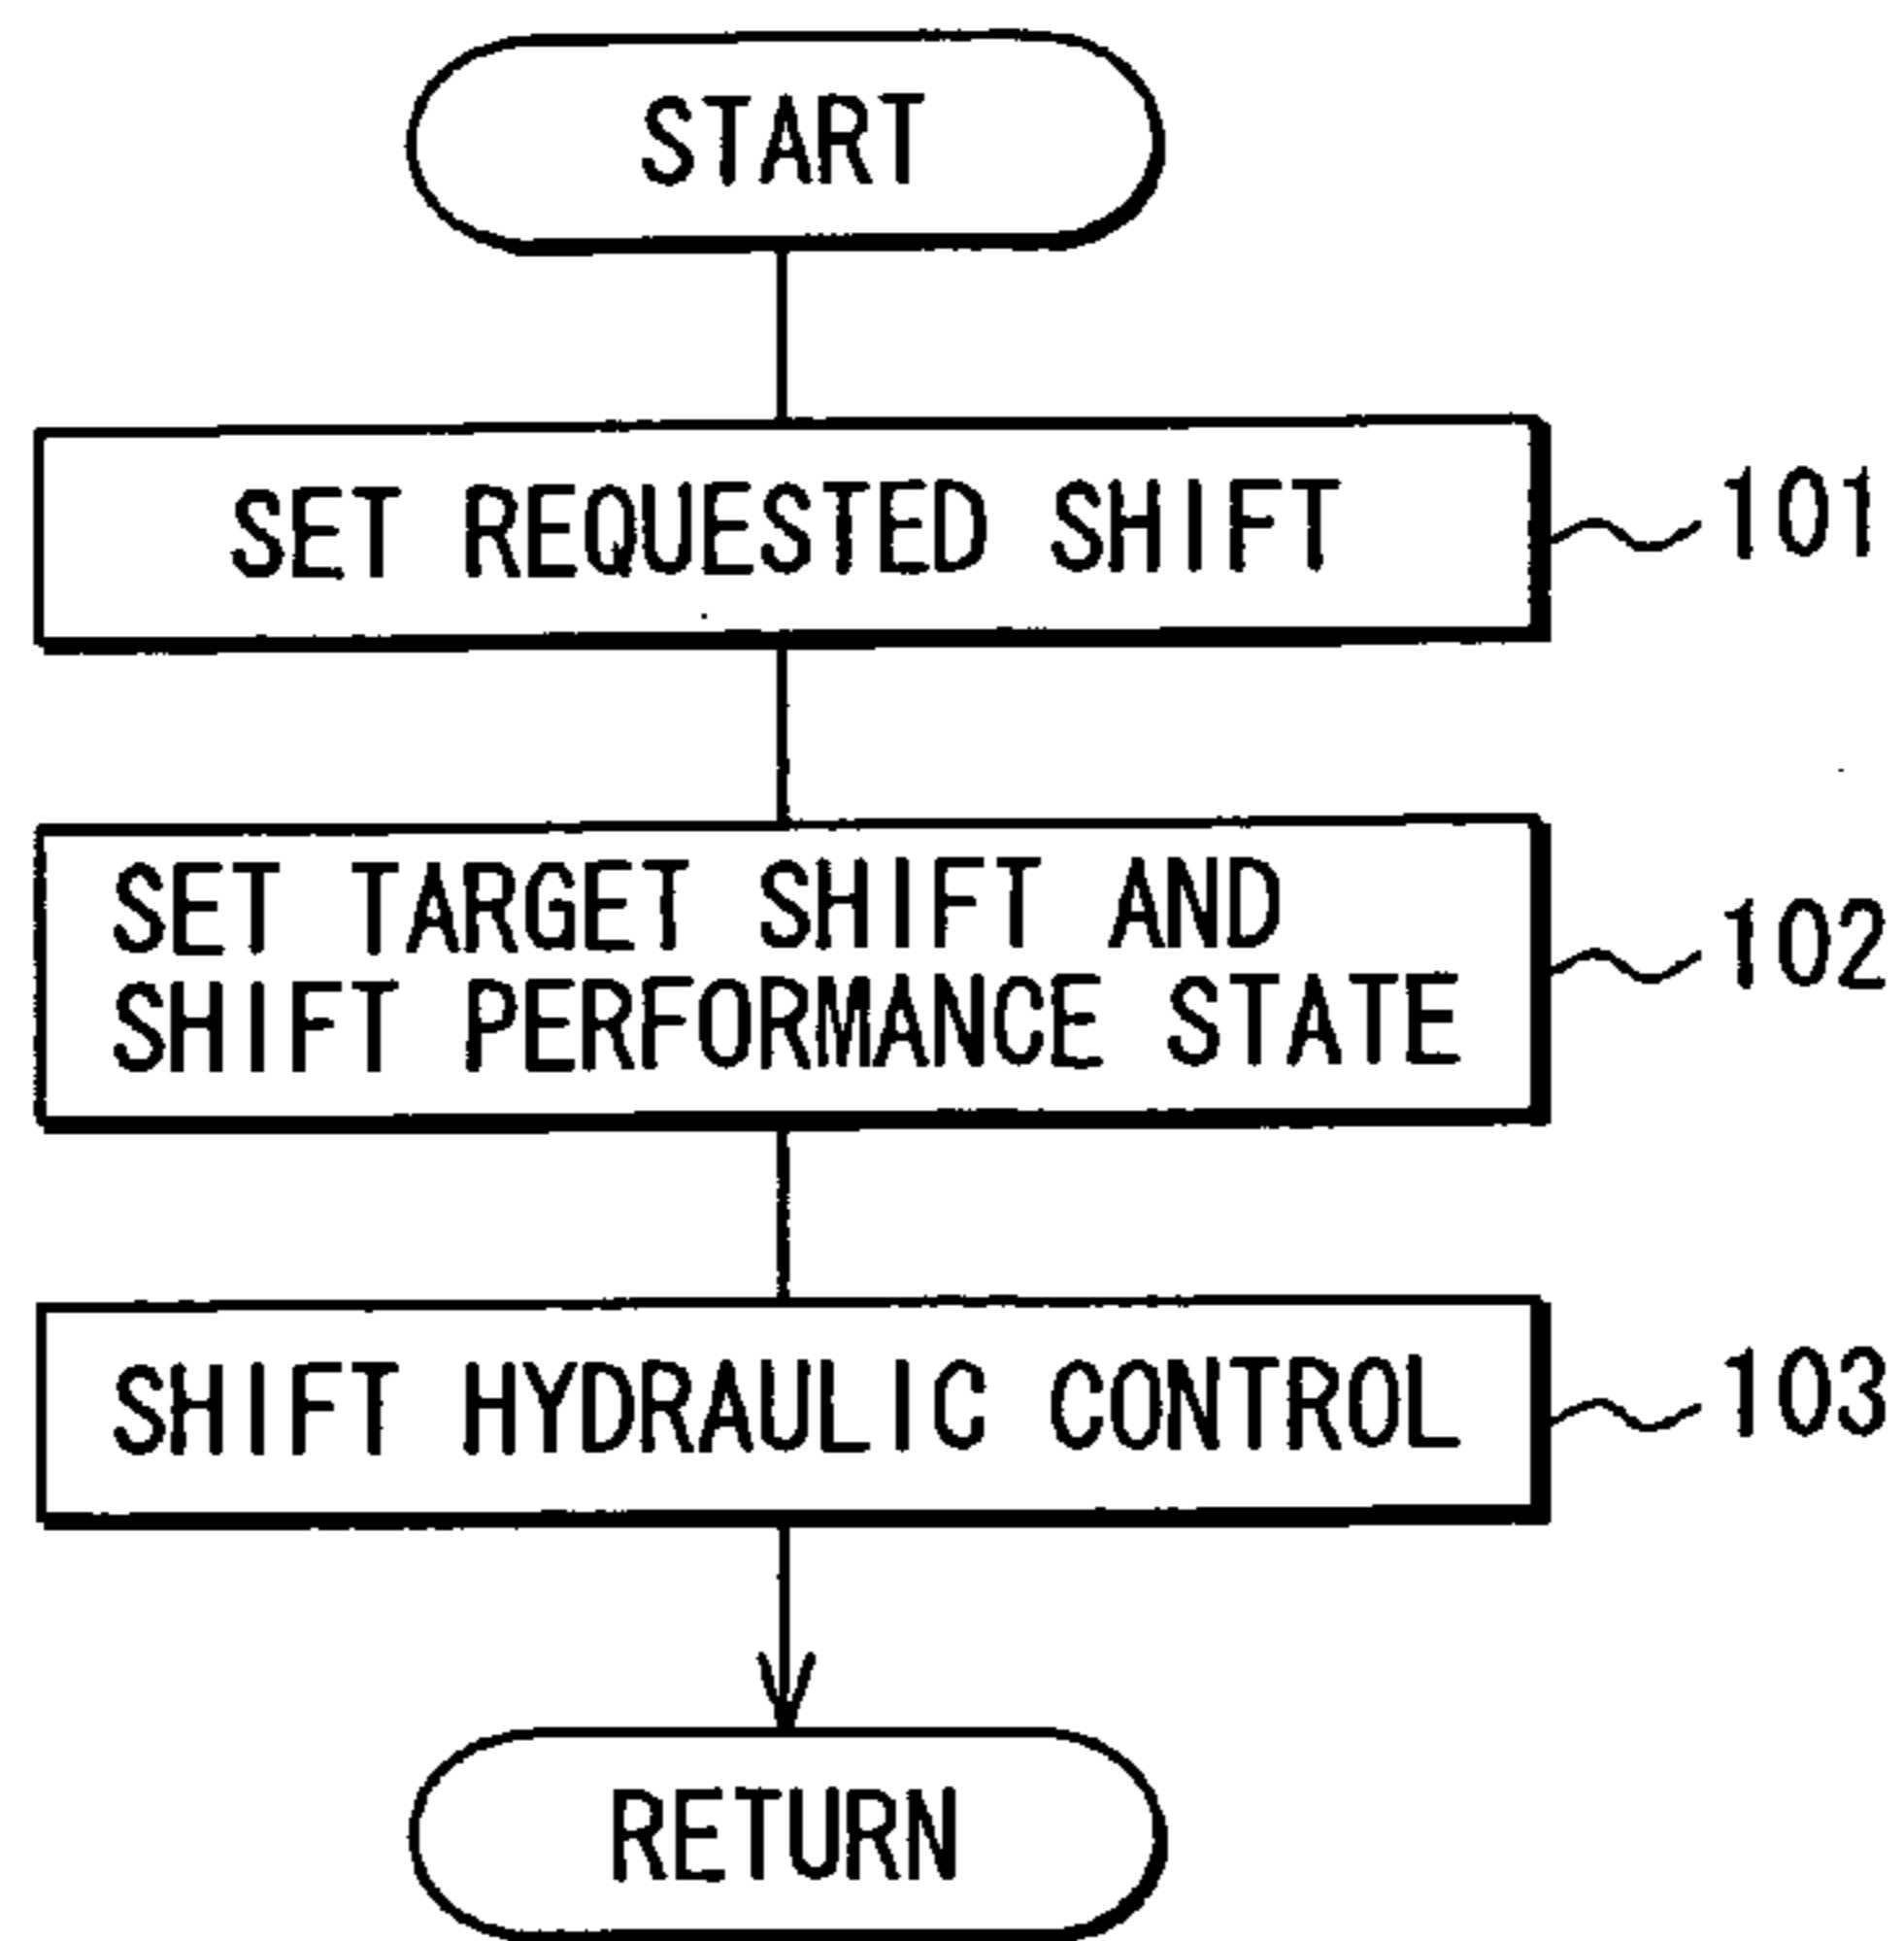 START
SET REQUESTED SHIFT
101
SET TARGET SHIFT AND
SHIFT PERFORMANCE STATE
102
SHIFT HYDRAULIC CONTROL
103
RETURN